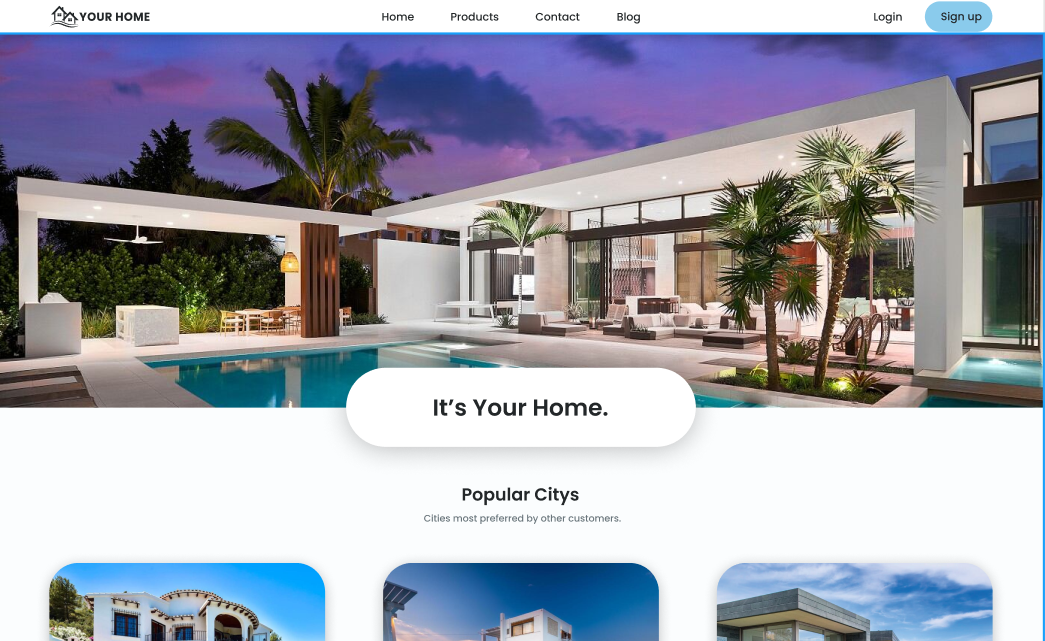 YOUR HOME
Home Products Contact Blog
Login Sign up
It’s Your Home.
Popular Citys
Cities most preferred by other customers.